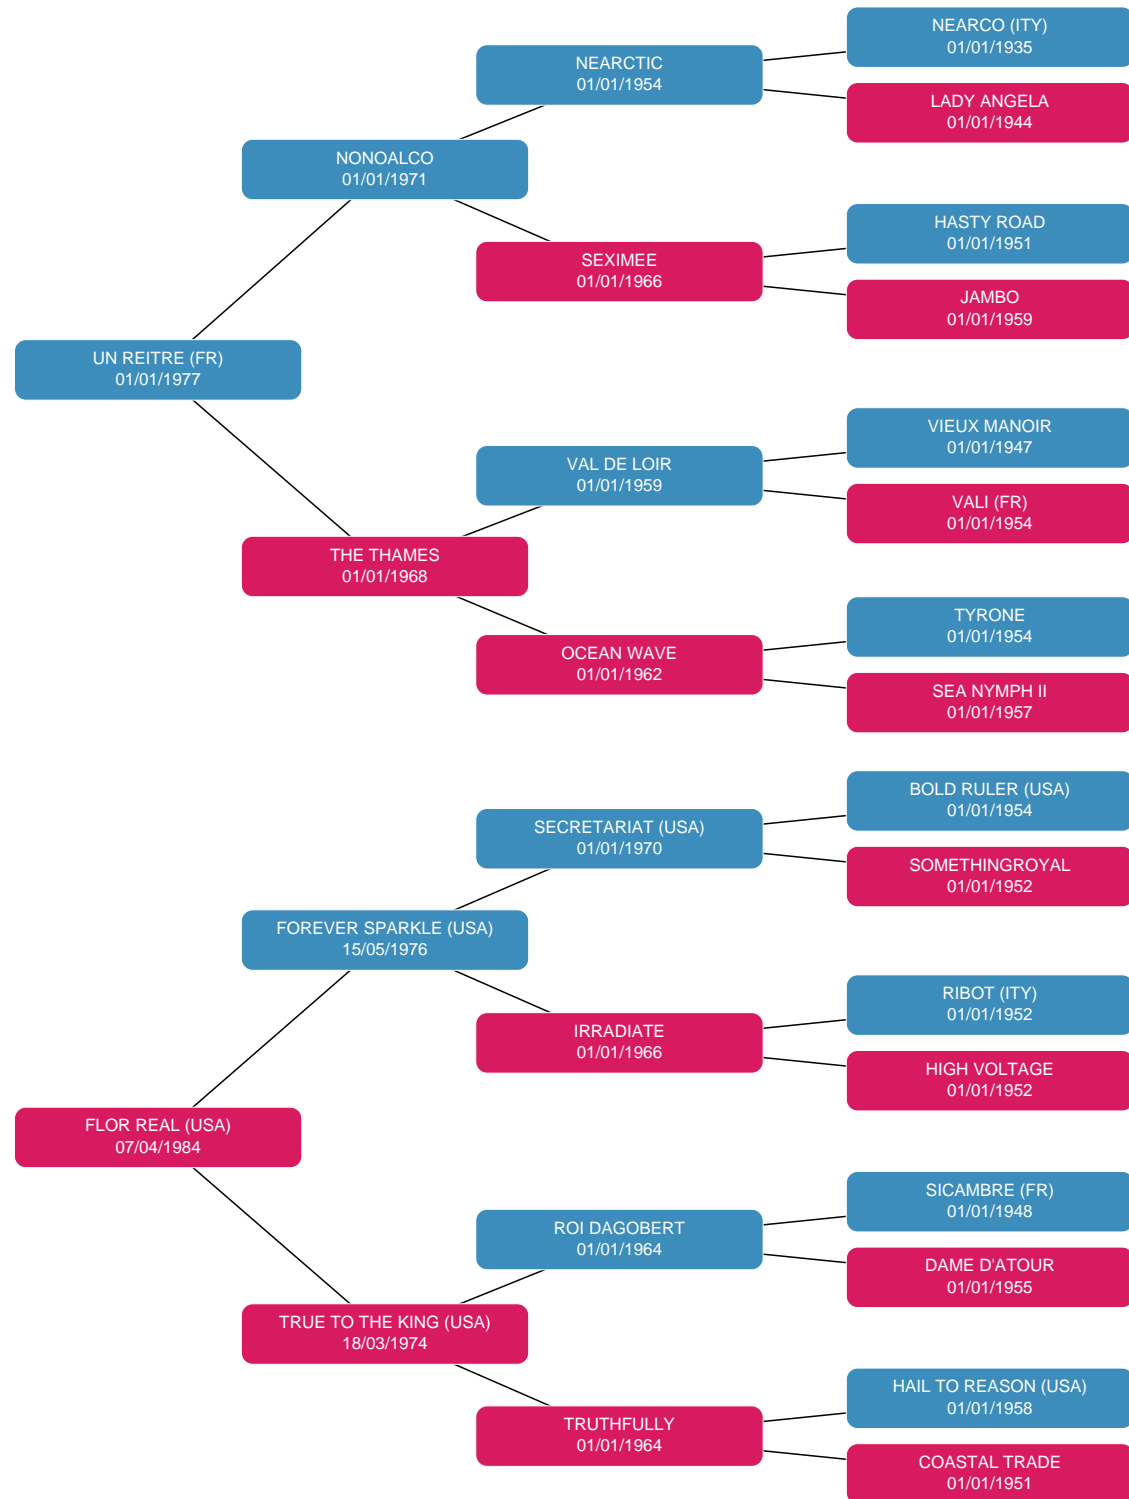 NEARCO (ITY)
01/01/1935
NEARCTIC
01/01/1954
LADY ANGELA
01/01/1944
NONOALCO
01/01/1971
HASTY ROAD
01/01/1951
SEXIMEE
01/01/1966
JAMBO
01/01/1959
UN REITRE (FR)
01/01/1977
VIEUX MANOIR
01/01/1947
VAL DE LOIR
01/01/1959
VALI (FR)
01/01/1954
THE THAMES
01/01/1968
TYRONE
01/01/1954
OCEAN WAVE
01/01/1962
SEA NYMPH II
01/01/1957
BOLD RULER (USA)
01/01/1954
SECRETARIAT (USA)
01/01/1970
SOMETHINGROYAL
01/01/1952
FOREVER SPARKLE (USA)
15/05/1976
RIBOT (ITY)
01/01/1952
IRRADIATE
01/01/1966
HIGH VOLTAGE
01/01/1952
FLOR REAL (USA)
07/04/1984
SICAMBRE (FR)
01/01/1948
ROI DAGOBERT
01/01/1964
DAME D'ATOUR
01/01/1955
TRUE TO THE KING (USA)
18/03/1974
HAIL TO REASON (USA)
01/01/1958
TRUTHFULLY
01/01/1964
COASTAL TRADE
01/01/1951